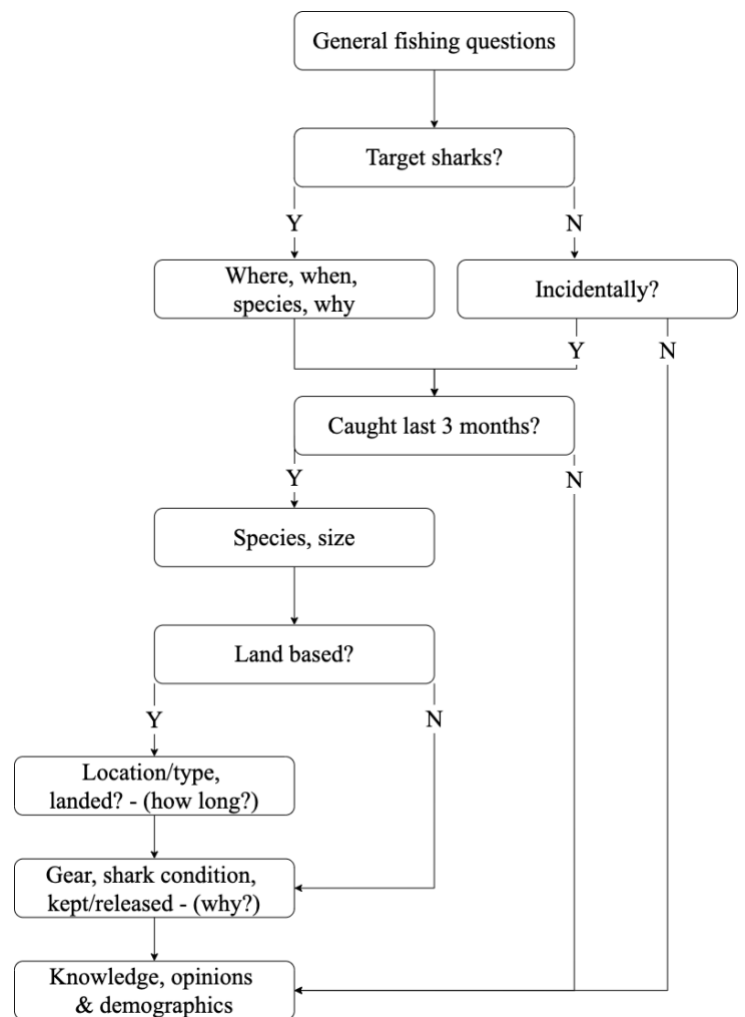 General fishing questions
Target sharks?
Y
N
Where, when,
species, why
Incidentally?
Y
N
Caught last 3 months?
Y
N
Species, size
Land based?
Y
N
Location/type,
landed? - (how long?)
Gear, shark condition,
kept/released - (why?)
Knowledge, opinions
& demographics